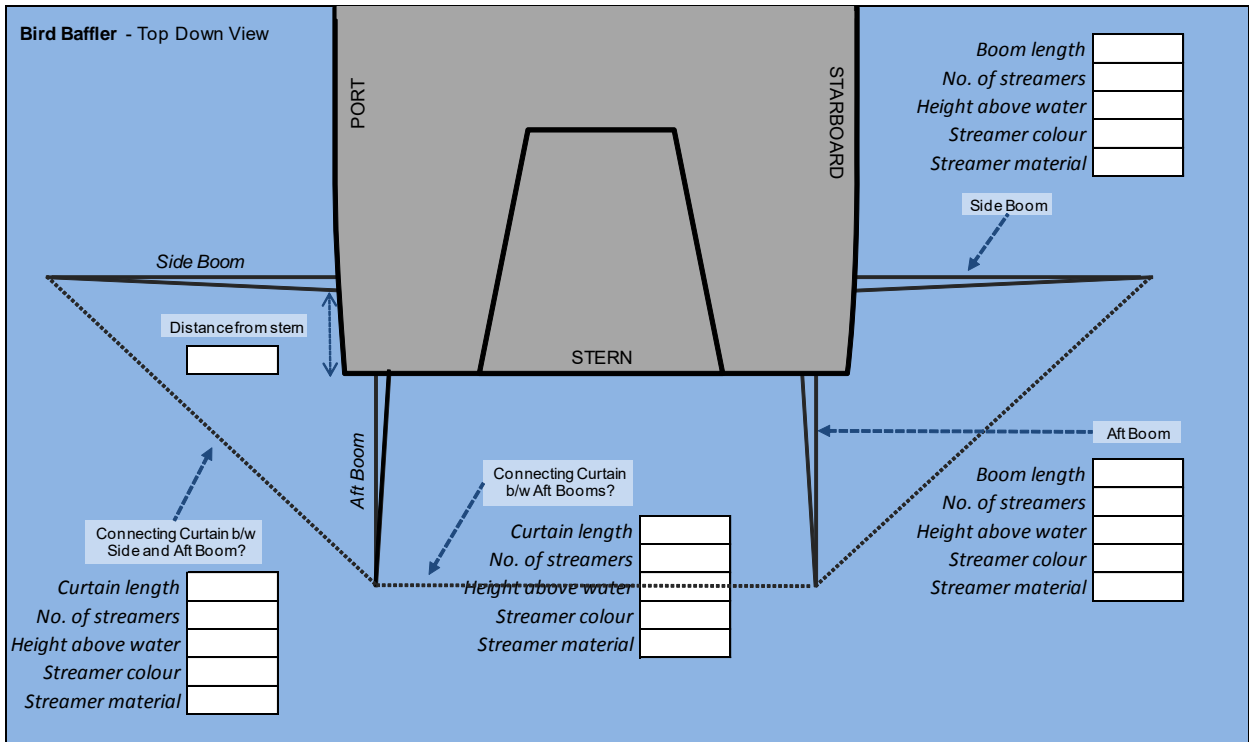 Bird Baffler - Top Down View
PORT
STARBOARD
Boom length
No. of streamers
Height above water
Streamer colour
Streamer material
Side Boom
Side Boom
Distance from stern
STERN
Aft Boom
Aft Boom
Connecting Curtain
b/w Aft Booms?
Boom length
No. of streamers
Height above water
Streamer colour
Streamer material
Connecting Curtain b/w
Side and Aft Boom?
Curtain length
No. of streamers
Height above water
Streamer colour
Streamer material
Curtain length
No. of streamers
Height above water
Streamer colour
Streamer material